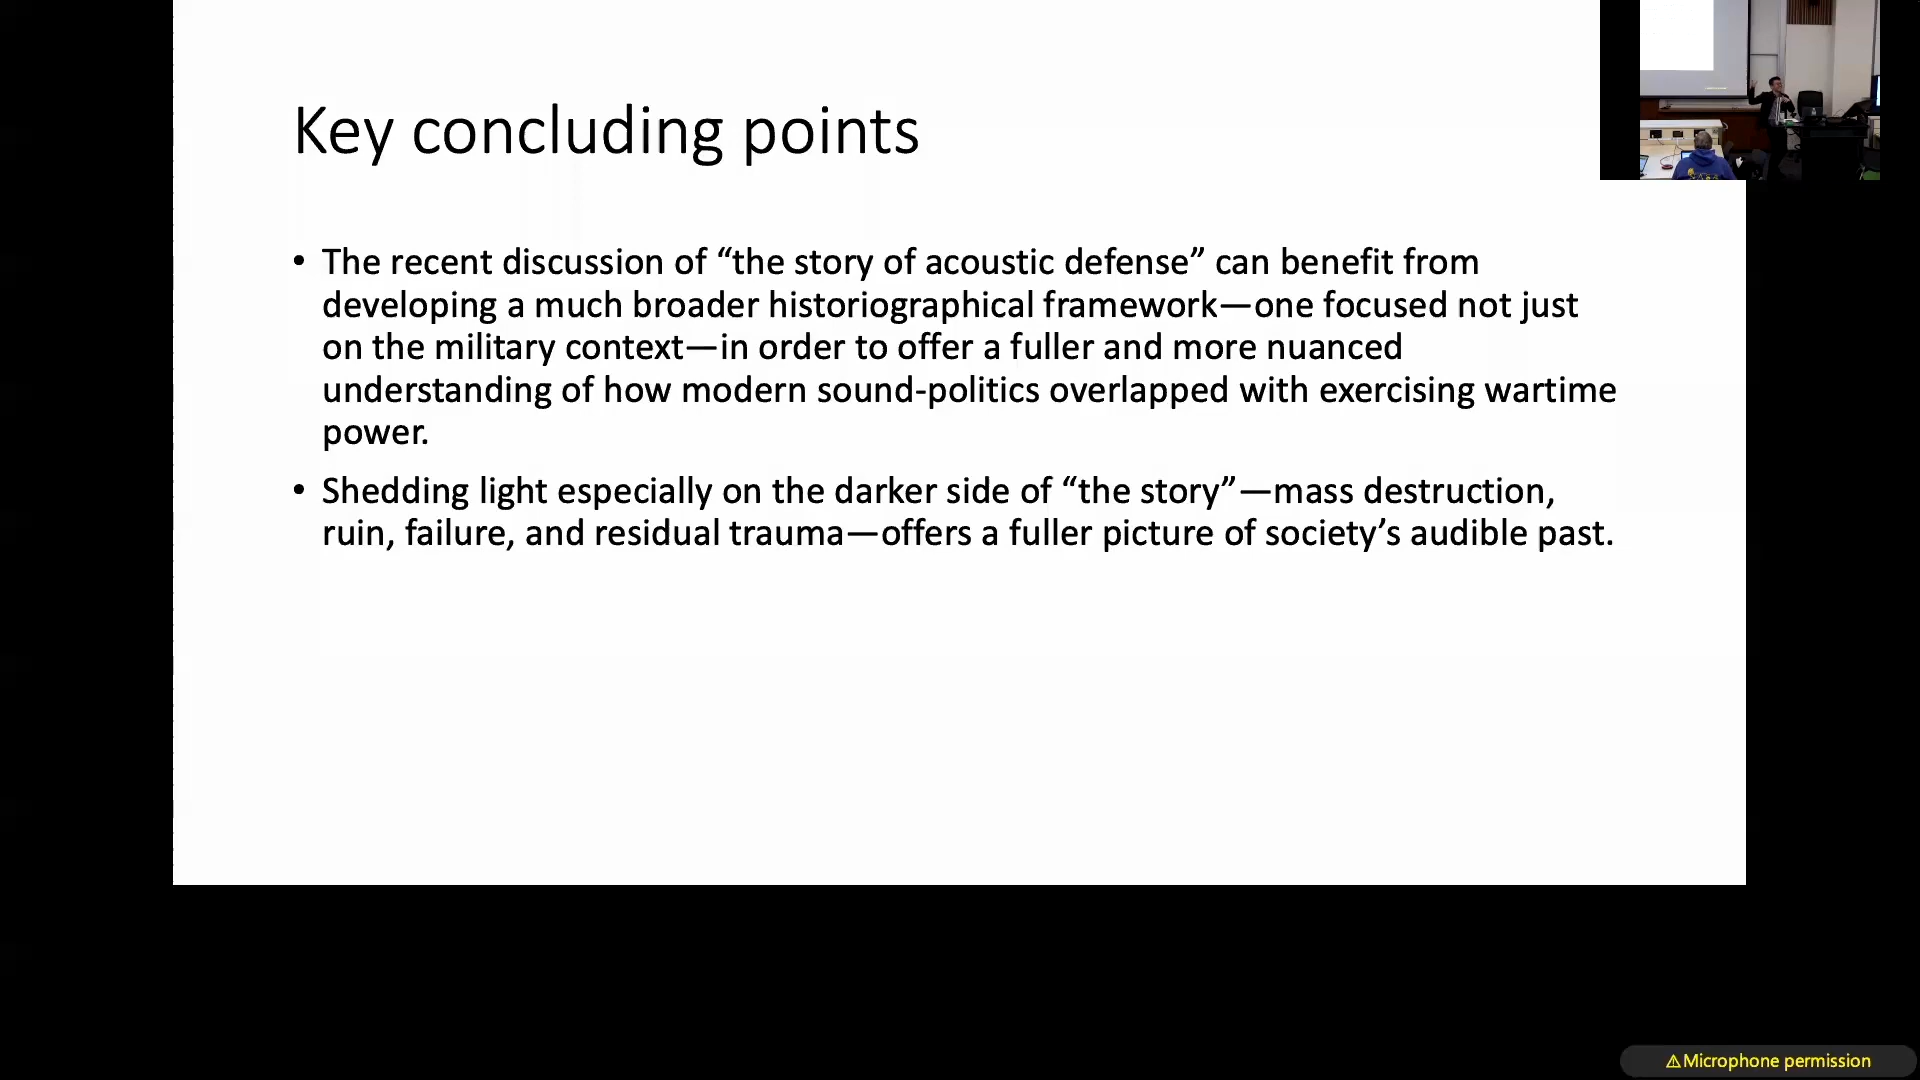 Key concluding points
• The recent discussion of “the story of acoustic defense” can benefit from
developing a much broader historiographical framework—one focused not just
on the military context—in order to offer a fuller and more nuanced
understanding of how modern sound-politics overlapped with exercising wartime
power.
• Shedding light especially on the darker side of “the story”—mass destruction,
ruin, failure, and residual trauma—offers a fuller picture of society’s audible past.
⚠Microphone permission